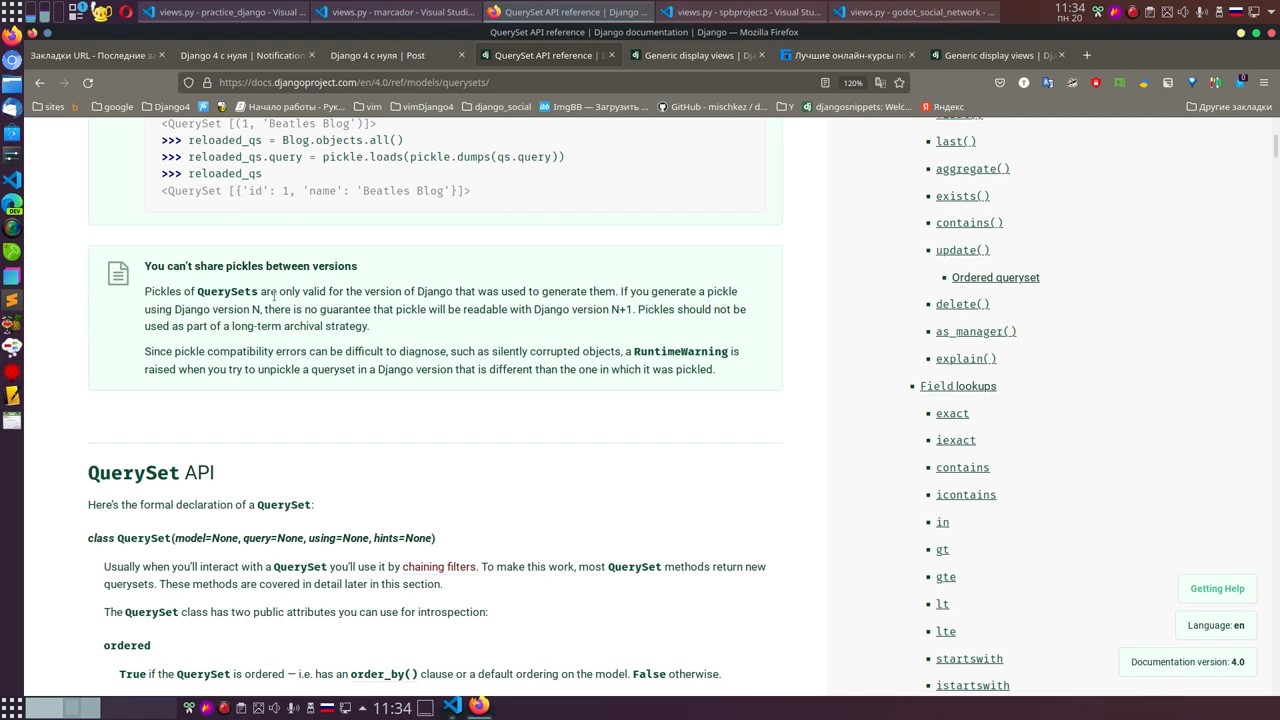 views.py - practice_django - Visual ...
views.py - marcador - Visual Studi...
QuerySet API reference | Django ...
views.py - spbproject2 - Visual Stu...
views.py - godot_social_network - ...
11:34
пн 20
QuerySet API reference | Django documentation | Django — Mozilla Firefox
Закладки URL - Последние за
Django 4 с нуля | Notification
Django 4 с нуля | Post
QuerySet API reference |
Generic display views | Dj
Лучшие онлайн-курсы по
Generic display views | Dj
https://docs.djangoproject.com/en/4.0/ref/models/querysets/
120%
sites
b
google
Django4
Начало работы - Рук...
vim
vimDjango4
django_social
ImgBB — Загрузить ...
GitHub - mischkez / d...
Y
djangosnippets: Welc...
Яндекс
Другие закладки
<QuerySet [(1, 'Beatles Blog')]>
>>> reloaded_qs = Blog.objects.all()
>>> reloaded_qs.query = pickle.loads(pickle.dumps(qs.query))
>>> reloaded_qs
<QuerySet [{'id': 1, 'name': 'Beatles Blog'}]>
You can’t share pickles between versions
Pickles of QuerySets are only valid for the version of Django that was used to generate them. If you generate a pickle
using Django version N, there is no guarantee that pickle will be readable with Django version N+1. Pickles should not be
used as part of a long-term archival strategy.
Since pickle compatibility errors can be difficult to diagnose, such as silently corrupted objects, a RuntimeWarning is
raised when you try to unpickle a queryset in a Django version that is different than the one in which it was pickled.
QuerySet API
Here’s the formal declaration of a QuerySet:
class QuerySet(model=None, query=None, using=None, hints=None)
Usually when you’ll interact with a QuerySet you’ll use it by chaining filters. To make this work, most QuerySet methods return new
querysets. These methods are covered in detail later in this section.
The QuerySet class has two public attributes you can use for introspection:
ordered
True if the QuerySet is ordered — i.e. has an order_by() clause or a default ordering on the model. False otherwise.
last()
aggregate()
exists()
contains()
update()
Ordered queryset
delete()
as_manager()
explain()
Field lookups
exact
iexact
contains
icontains
in
gt
gte
lt
lte
startswith
istartswith
Getting Help
Language: en
Documentation version: 4.0
11:34